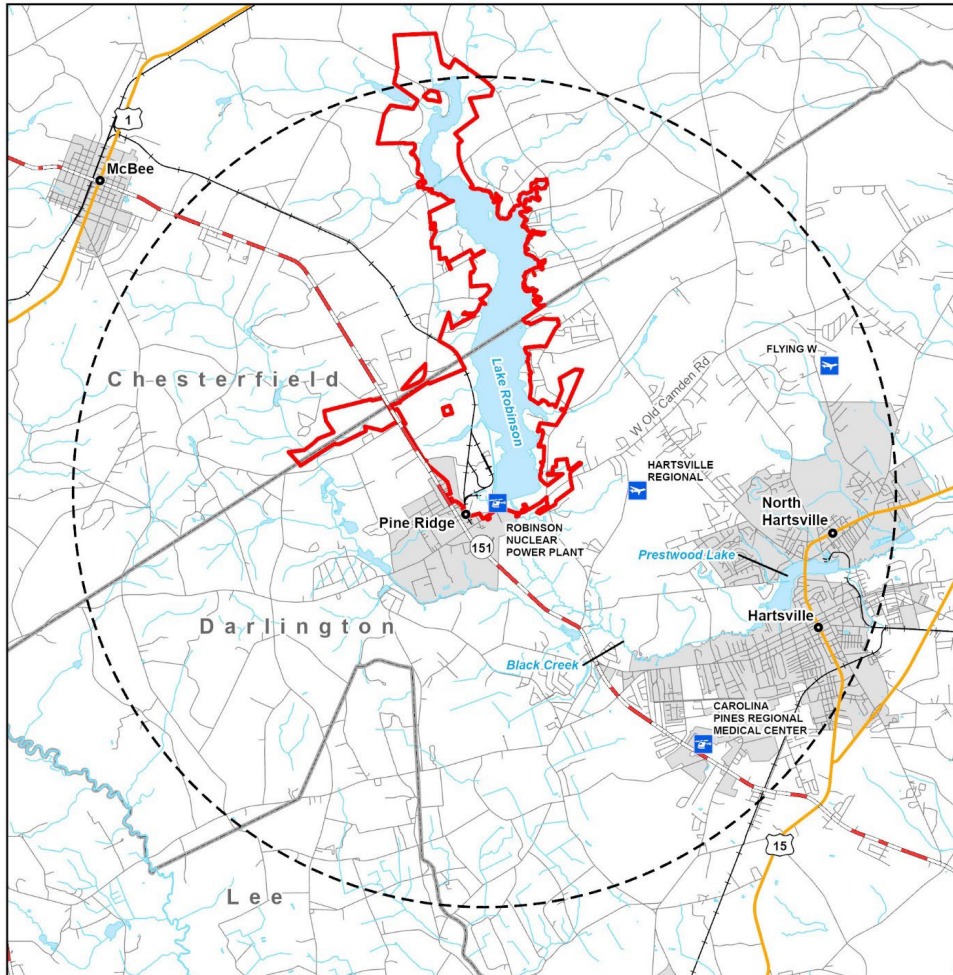 1
McBee
FLYING W
Chesterfield
Lake Robinson
W Old Camden Rd
HARTSVILLE
REGIONAL
Pine Ridge
ROBINSON
NUCLEAR
POWER PLANT
North
Hartsville
151
Prestwood Lake
Darlington
Hartsville
Black Creek
CAROLINA
PINES REGIONAL
MEDICAL CENTER
15
Lee